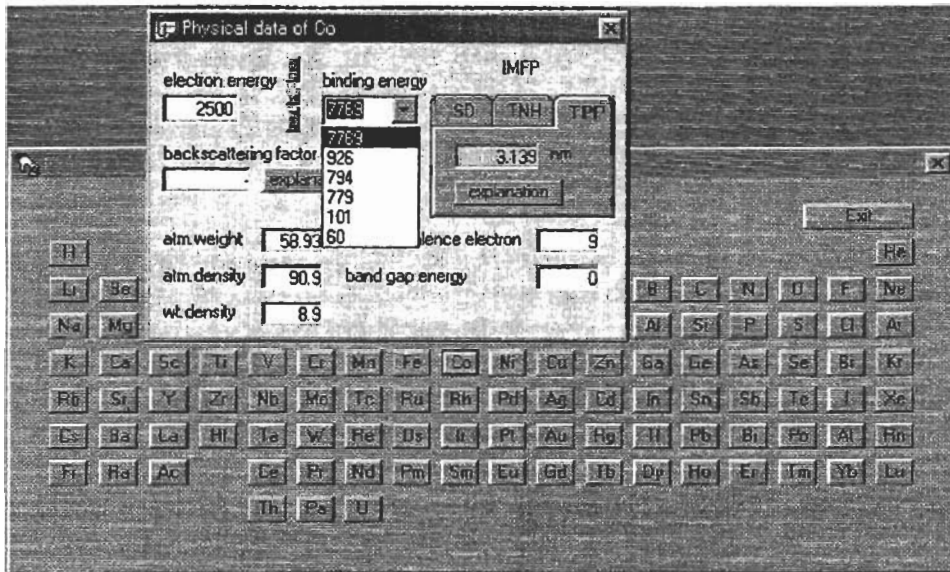 Physical data of Co
electron energy
binding energy
IMFP
2500
SD TNH TPP
7769
backscattering factor
926
3.139 nm
794
779
explanation
101
60
atm.weight 58.93
lence electron 9
atm.density 90.9
band gap energy 0
wt.density 8.9
Exit
H He
Li Be B C N O F Ne
Na Mg Al Si P S Cl Ar
K Ca Sc Ti V Cr Mn Fe Co Ni Cu Zn Ga Ge As Se Br Kr
Rb Sr Y Zr Nb Mo Tc Ru Rh Pd Ag Cd In Sn Sb Te I Xe
Cs Ba La Hf Ta W Re Os Ir Pt Au Hg Tl Pb Bi Po At Rn
Fr Ra Ac Ce Pr Nd Pm Sm Eu Gd Tb Dy Ho Er Tm Yb Lu
Th Pa U